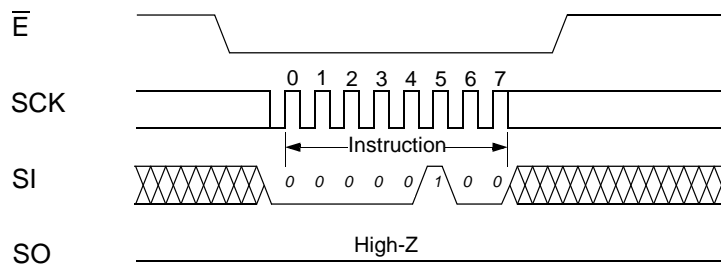 E̅
0 1 2 3 4 5 6 7
SCK
Instruction
SI 0 0 0 0 0 1 0 0
High-Z
SO